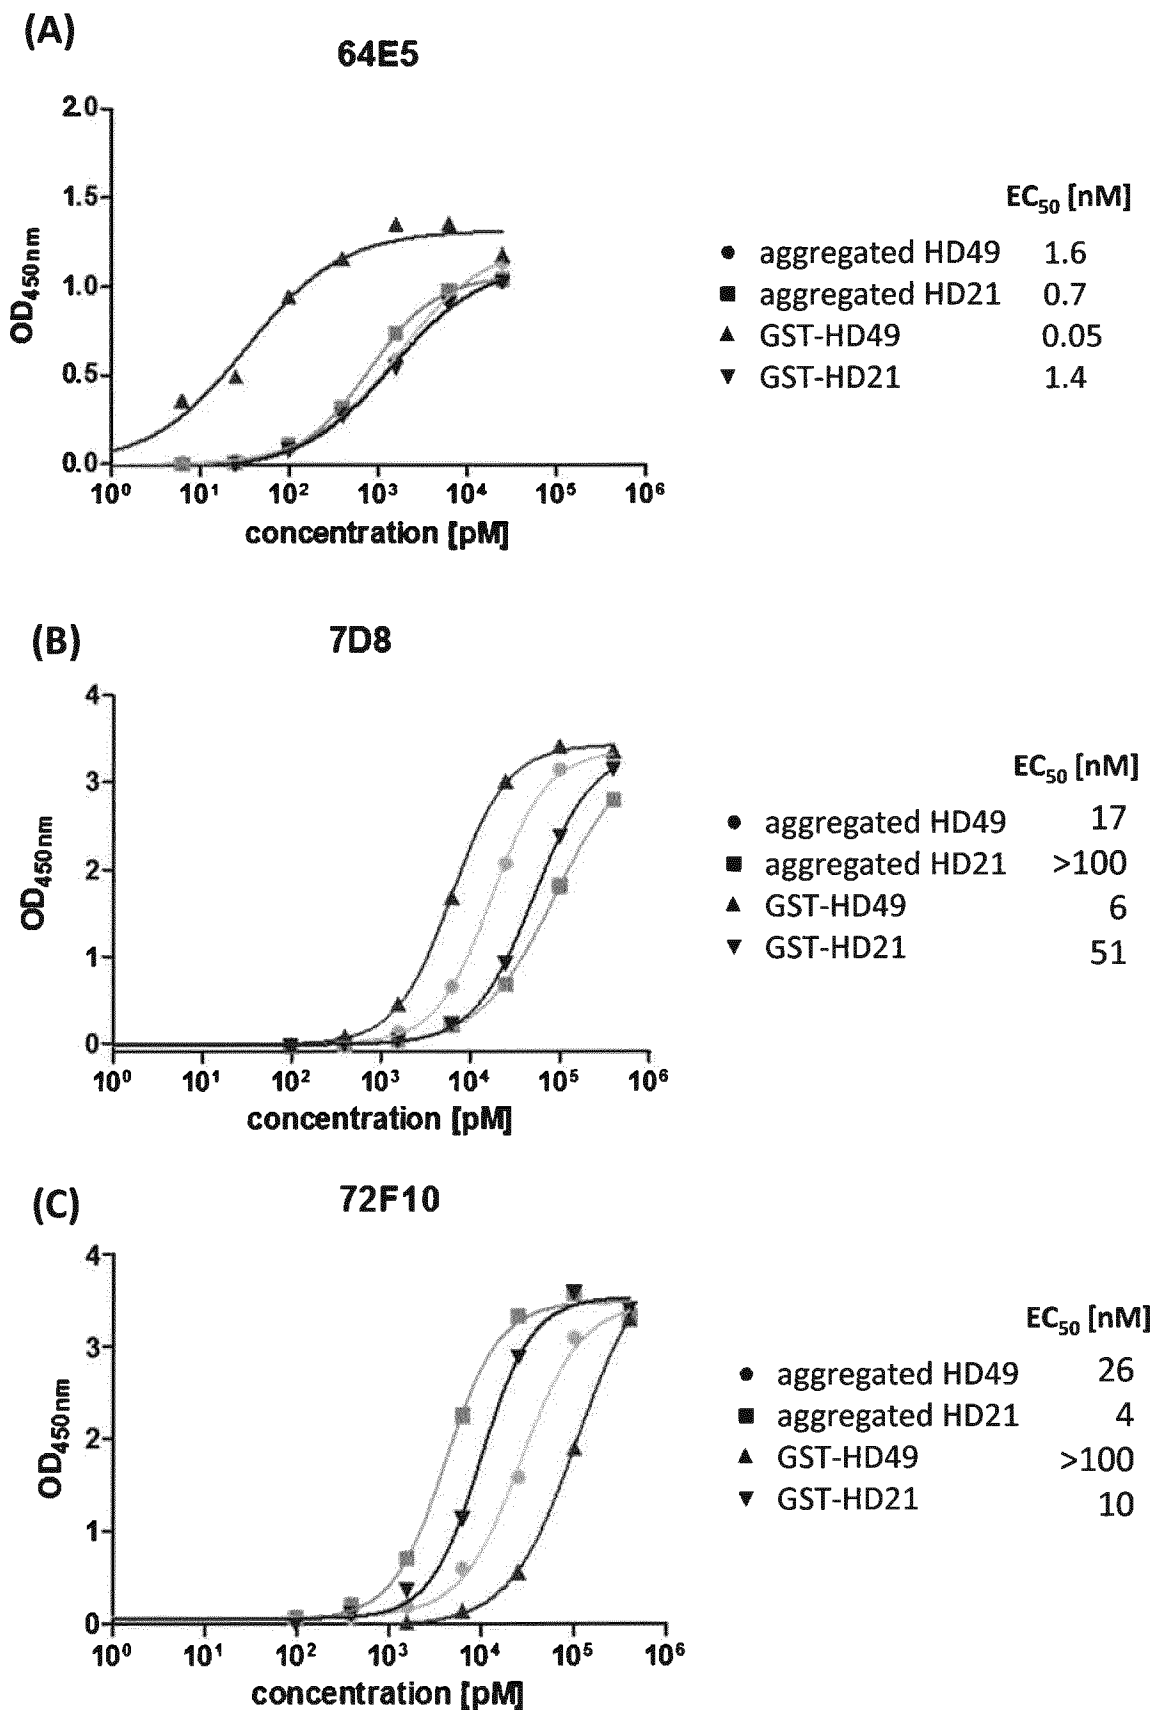 (A)
64E5
2.0
1.5
1.0
0.5
0.0
OD450nm
10⁰ 10¹ 10² 10³ 10⁴ 10⁵ 10⁶
concentration [pM]
EC₅₀ [nM]
aggregated HD49 1.6
aggregated HD21 0.7
GST-HD49 0.05
GST-HD21 1.4
(B)
7D8
4
3
2
1
0
OD450nm
10⁰ 10¹ 10² 10³ 10⁴ 10⁵ 10⁶
concentration [pM]
EC₅₀ [nM]
aggregated HD49 17
aggregated HD21 >100
GST-HD49 6
GST-HD21 51
(C)
72F10
4
3
2
1
0
OD450nm
10⁰ 10¹ 10² 10³ 10⁴ 10⁵ 10⁶
concentration [pM]
EC₅₀ [nM]
aggregated HD49 26
aggregated HD21 4
GST-HD49 >100
GST-HD21 10